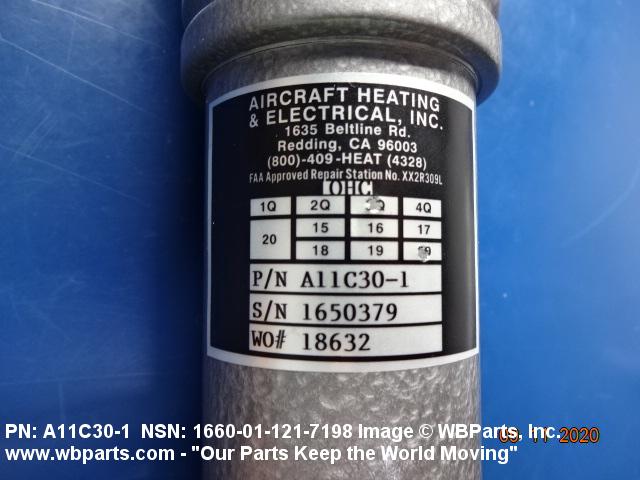 AIRCRAFT HEATING
& ELECTRICAL, INC.
1635 Beltline Rd.
Redding, CA 96003
(800)-409-HEAT (4328)
FAA Approved Repair Station No. XX2R309L
OHC
1Q 2Q 4Q
20 15 16 17
18 19
P/N A11C30-1
S/N 1650379
WO# 18632
PN: A11C30-1 NSN: 1660-01-121-7198 Image © WBParts, Inc.
www.wbparts.com - "Our Parts Keep the World Moving"
11 2020